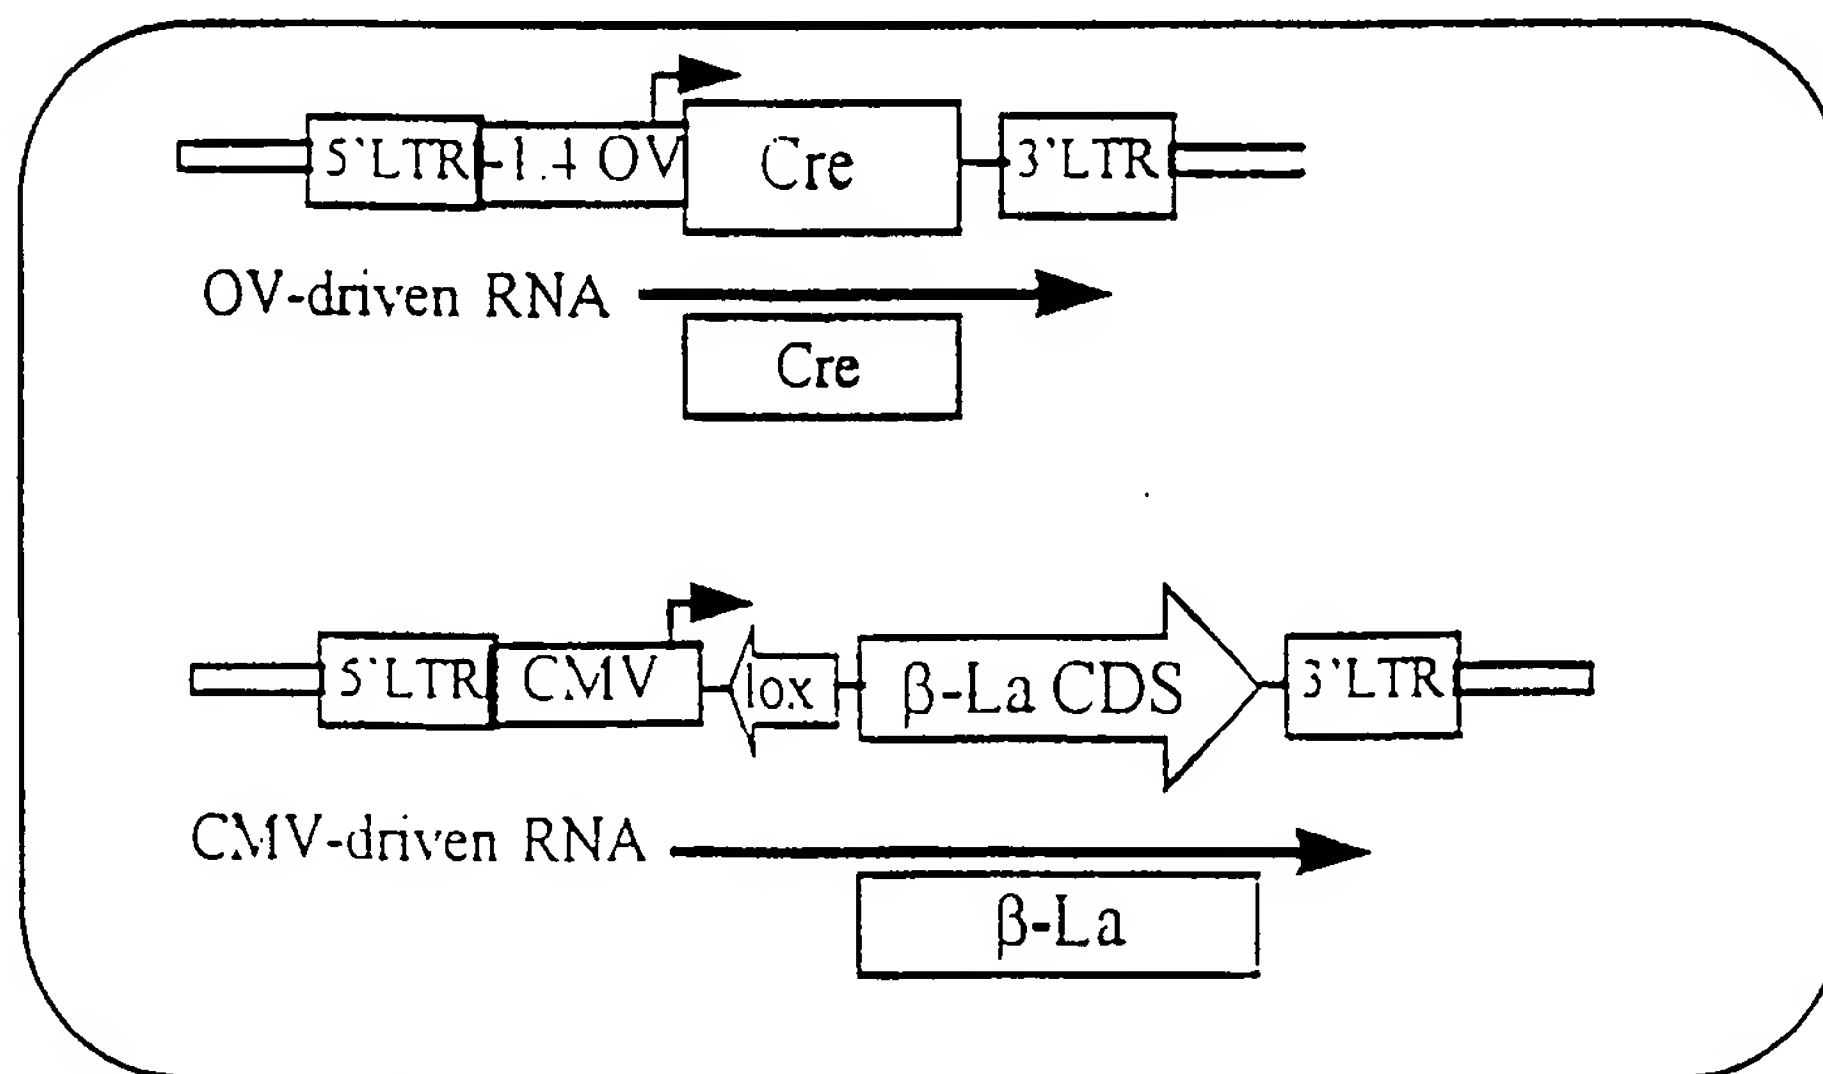 5'LTR -1.4 OV Cre 3'LTR
OV-driven RNA
Cre
5'LTR CMV lox β-La CDS 3'LTR
CMV-driven RNA
β-La